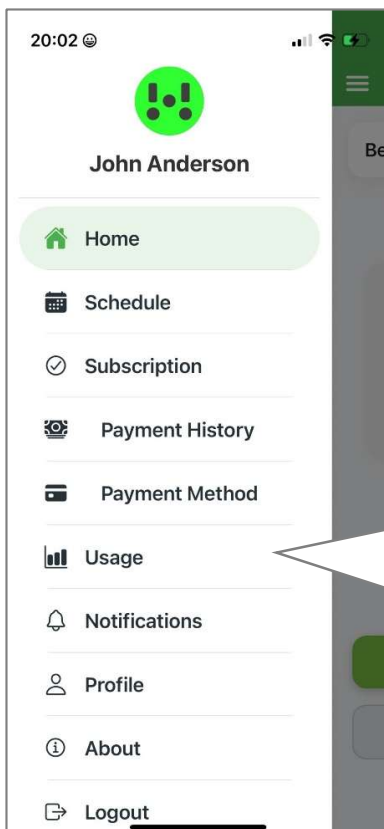 20:02
John Anderson
Be
Home
Schedule
Subscription
Payment History
Payment Method
Usage
Notifications
Profile
About
Logout